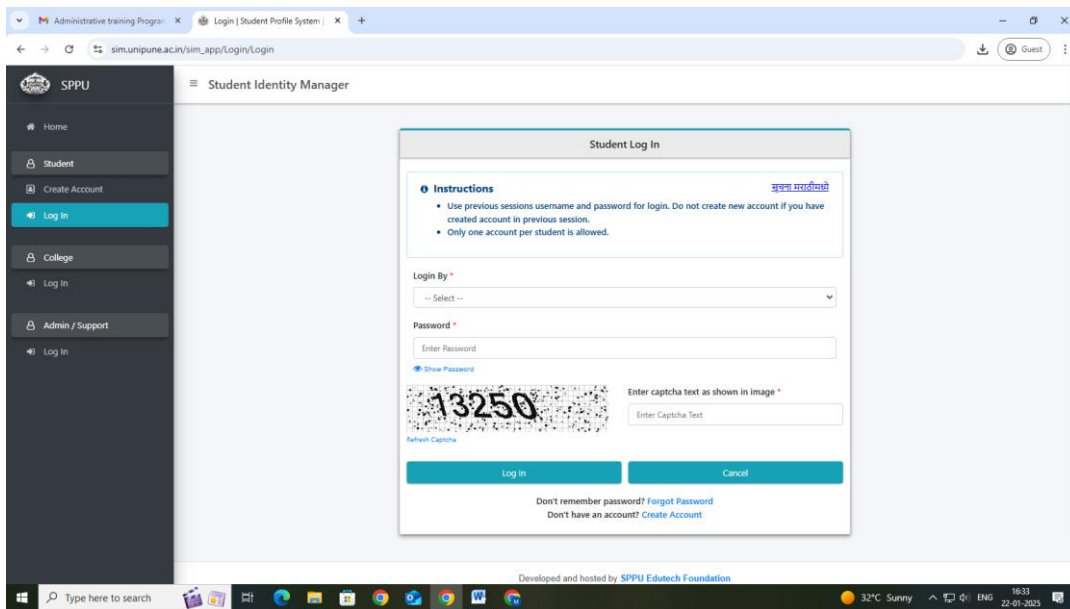 Administrative training Program
Login | Student Profile System |
sim.unipune.ac.in/sim_app/Login/Login
Guest
SPPU
Student Identity Manager
Home
Student
Create Account
Log In
College
Log In
Admin / Support
Log In
Student Log In
Instructions
सूचना मराठीमध्ये
Use previous sessions username and password for login. Do not create new account if you have
created account in previous session.
Only one account per student is allowed.
Login By *
-- Select --
Password *
Enter Password
Show Password
13250
Refresh Captcha
Enter captcha text as shown in image *
Enter Captcha Text
Log In
Cancel
Don't remember password? Forgot Password
Don't have an account? Create Account
Developed and hosted by SPPU Edutech Foundation
Type here to search
32°C Sunny
ENG
16:33
22-01-2025